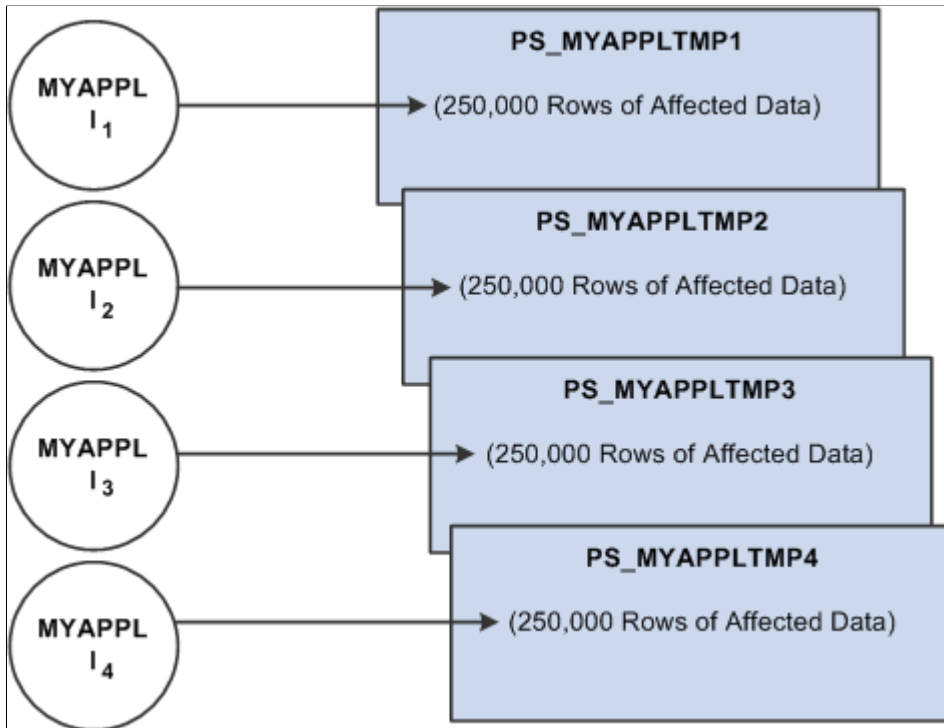 MYAPPL
I1
PS_MYAPPLTMP1
(250,000 Rows of Affected Data)
MYAPPL
I2
PS_MYAPPLTMP2
(250,000 Rows of Affected Data)
MYAPPL
I3
PS_MYAPPLTMP3
(250,000 Rows of Affected Data)
MYAPPL
I4
PS_MYAPPLTMP4
(250,000 Rows of Affected Data)